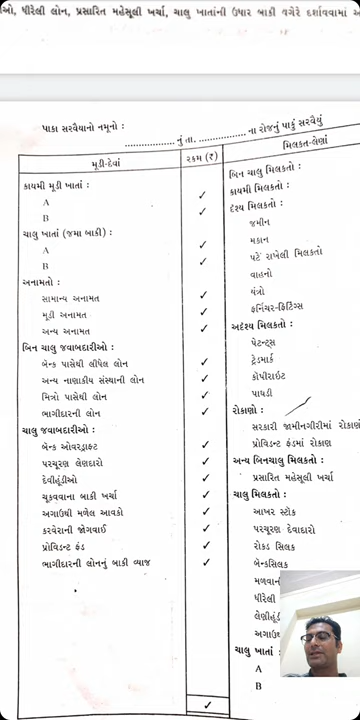 ઓ, ધીરેલી લોન, પ્રસારિત મહેસૂલી ખર્ચા, ચાલુ ખાતાંની ઉધાર બાકી વગેરે દર્શાવવામાં
પાકા સરવૈયાનો નમૂનો :
..................... નું તા. ................. ના રોજનું પાકું સરવૈયું
મૂડી-દેવાં
રકમ (₹)
કાયમી મૂડી ખાતાં :
A ✓
B ✓
ચાલુ ખાતાં (જમા બાકી) :
A ✓
B ✓
અનામતો :
સામાન્ય અનામત ✓
મૂડી અનામત ✓
અન્ય અનામત ✓
બિન ચાલુ જવાબદારીઓ :
બૅન્ક પાસેથી લીધેલ લોન ✓
અન્ય નાણાકીય સંસ્થાની લોન ✓
મિત્રો પાસેથી લોન ✓
ભાગીદારની લોન ✓
ચાલુ જવાબદારીઓ :
બૅન્ક ઓવરડ્રાફ્ટ ✓
પરચૂરણ લેણદારો ✓
દેવીહૂંડીઓ ✓
ચૂકવવાના બાકી ખર્ચા ✓
અગાઉથી મળેલ આવકો ✓
કરવેરાની જોગવાઈ ✓
પ્રોવિડન્ટ ફંડ ✓
ભાગીદારની લોનનું બાકી વ્યાજ ✓
✓
મિલકત-લેણાં
બિન ચાલુ મિલકતો :
કાયમી મિલકતો :
દૃશ્ય મિલકતો :
જમીન
મકાન
પટે રાખેલી મિલકતો
વાહનો
યંત્રો
ફર્નિચર-ફિટિંગ્સ
અદૃશ્ય મિલકતો :
પેટન્ટ્સ
ટ્રેડમાર્ક
કૉપીરાઇટ
પાઘડી
રોકાણો :
સરકારી જામીનગીરીમાં રોકાણો
પ્રોવિડન્ટ ફંડમાં રોકાણ
અન્ય બિનચાલુ મિલકતો :
પ્રસારિત મહેસૂલી ખર્ચા
ચાલુ મિલકતો :
આખર સ્ટૉક
પરચૂરણ દેવાદારો
રોકડ સિલક
બૅન્કસિલક
ધીરેલી
ચાલુ ખાતાં :
A
B